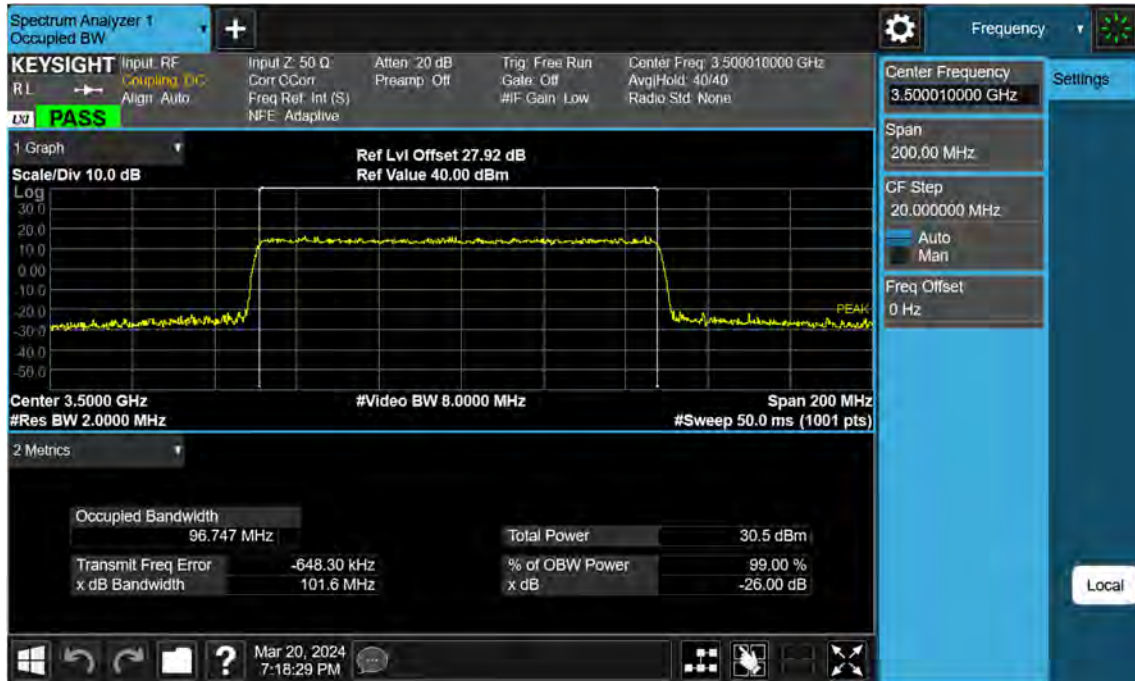 Spectrum Analyzer 1
Occupied BW
+
Frequency
KEYSIGHT
RL
Input: RF
Coupling: DC
Align: Auto
Input Z: 50 Ω
Corr CCorr
Freq Ref: Int (S)
NFE: Adaptive
Atten: 20 dB
Preamp: Off
Trig: Free Run
Gate: Off
#IF Gain: Low
Center Freq: 3.500010000 GHz
Avg|Hold: 40/40
Radio Std: None
LXI
PASS
1 Graph
Scale/Div 10.0 dB
Ref Lvl Offset 27.92 dB
Ref Value 40.00 dBm
Log
30.0
20.0
10.0
0.00
-10.0
-20.0
-30.0
-40.0
-50.0
PEAK
Center 3.5000 GHz
#Res BW 2.0000 MHz
#Video BW 8.0000 MHz
Span 200 MHz
#Sweep 50.0 ms (1001 pts)
2 Metrics
Occupied Bandwidth
96.747 MHz
Transmit Freq Error -648.30 kHz
x dB Bandwidth 101.6 MHz
Total Power 30.5 dBm
% of OBW Power 99.00 %
x dB -26.00 dB
Center Frequency
3.500010000 GHz
Span
200.00 MHz
CF Step
20.000000 MHz
Auto
Man
Freq Offset
0 Hz
Settings
Local
?
Mar 20, 2024
7:18:29 PM